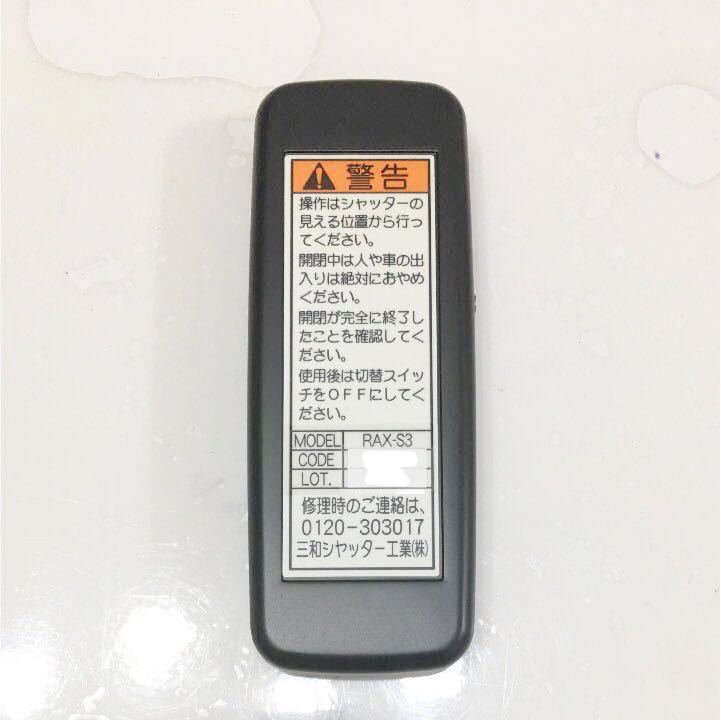 警告
操作はシャッターの
見える位置から行っ
てください。
開閉中は人や車の出
入りは絶対におやめ
ください。
開閉が完全に終了し
たことを確認してく
ださい。
使用後は切替スイッ
チをOFFにしてく
ださい。
MODEL RAX-S3
CODE
LOT.
修理時のご連絡は、
0120-303017
三和シヤッター工業(株)